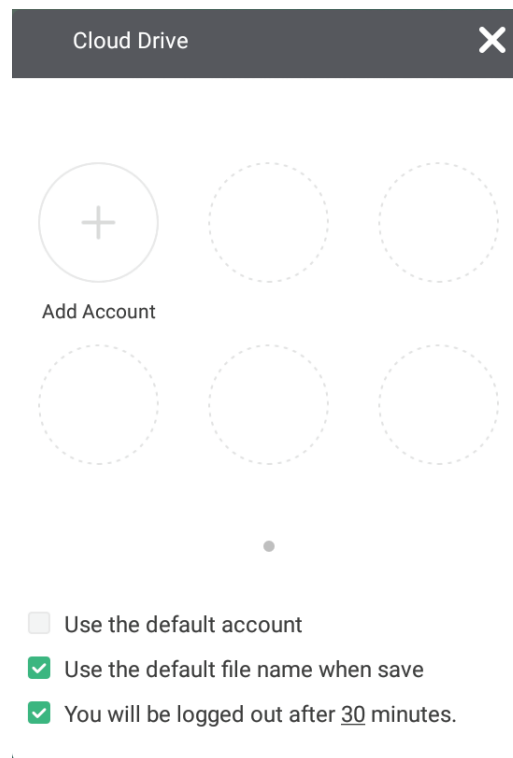 Cloud Drive
Add Account
Use the default account
Use the default file name when save
You will be logged out after 30 minutes.